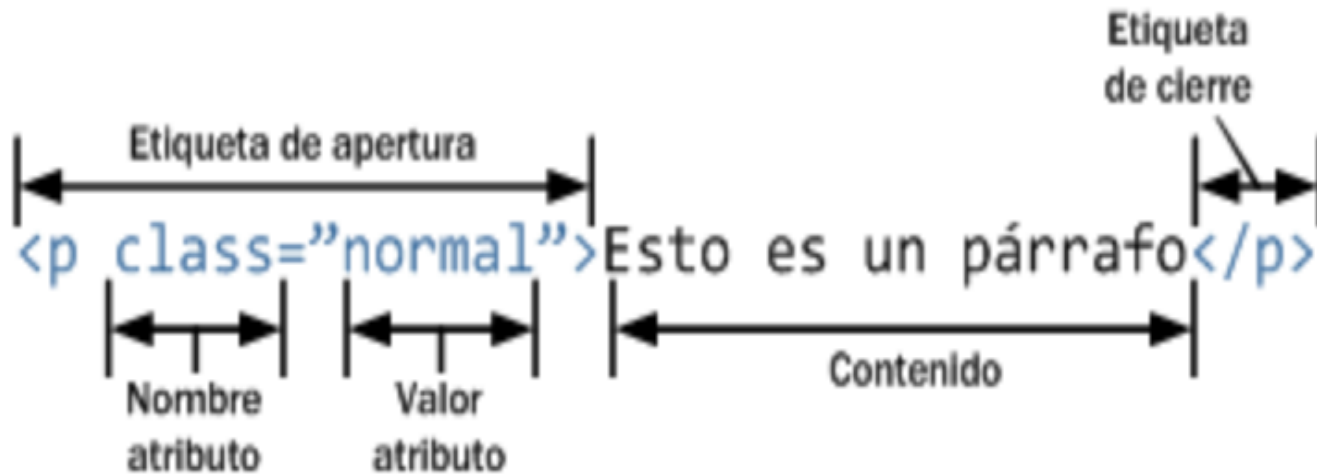 Etiqueta
de cierre
Etiqueta de apertura
<p class=”normal”>Esto es un párrafo</p>
Nombre
atributo
Valor
atributo
Contenido